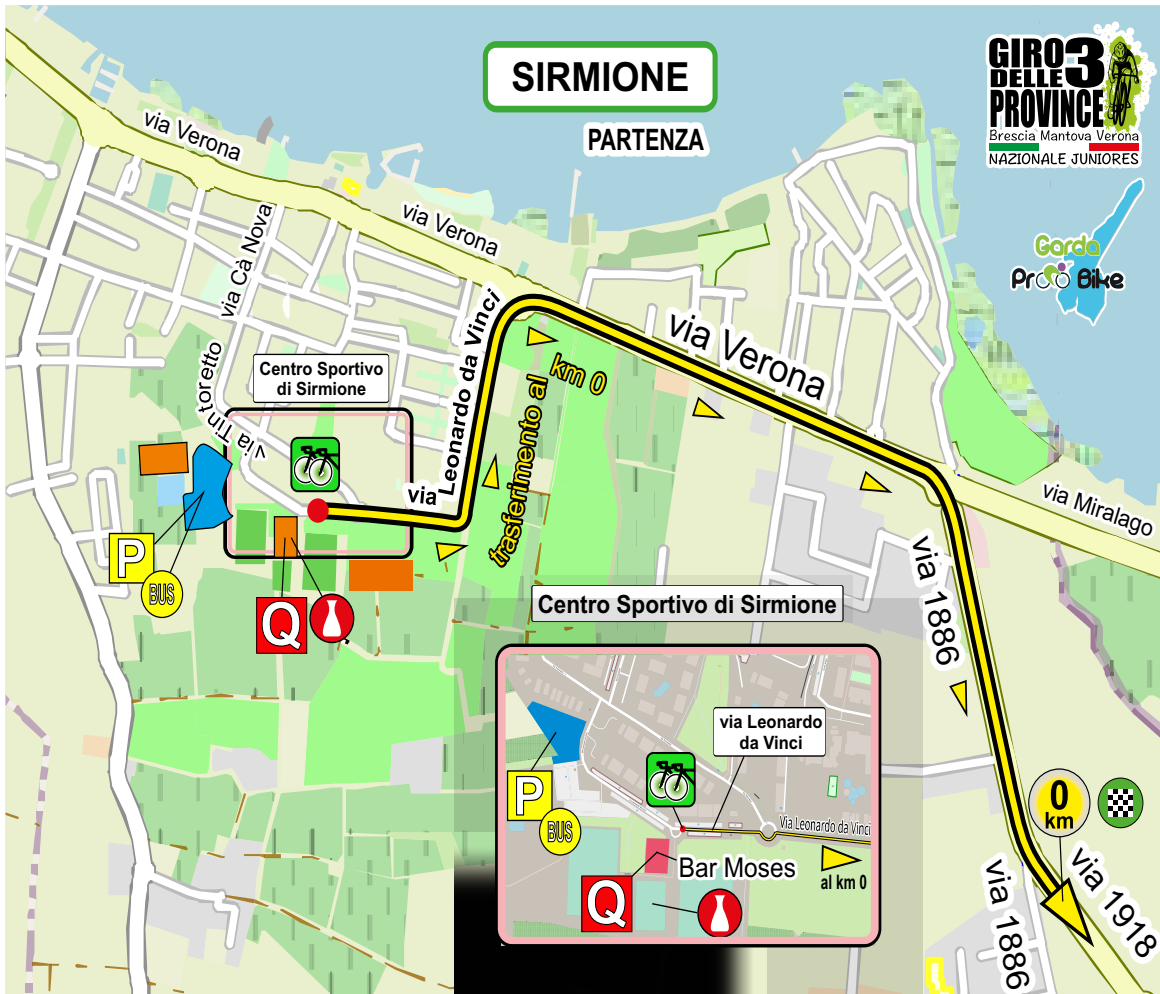 SIRMIONE
PARTENZA
GIRO
DELLE 3
PROVINCE
Brescia Mantova Verona
NAZIONALE JUNIORES
Garda
Pro Bike
via Verona
via Verona
via Verona
via Cà Nova
via Tintoretto
via Leonardo da Vinci
Centro Sportivo
di Sirmione
trasferimento al km 0
via Miralago
via 1886
P
BUS
Q
Centro Sportivo di Sirmione
via Leonardo
da Vinci
P
BUS
Via Leonardo da Vinci
Bar Moses
al km 0
Q
0
km
via 1886
via 1918